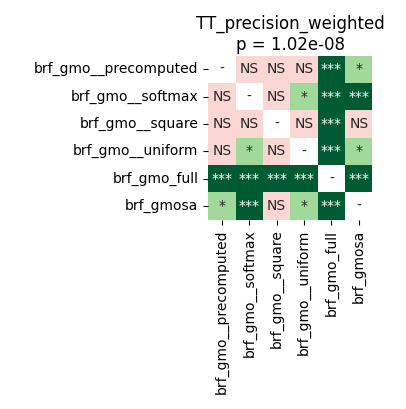 TT_precision_weighted
p = 1.02e-08
brf_gmo__precomputed - NS NS NS *** *
brf_gmo__softmax NS - NS * *** ***
brf_gmo__square NS NS - NS *** NS
brf_gmo__uniform NS * NS - *** *
brf_gmo_full *** *** *** *** - ***
brf_gmosa * *** NS * *** -
brf_gmo__precomputed
brf_gmo__softmax
brf_gmo__square
brf_gmo__uniform
brf_gmo_full
brf_gmosa